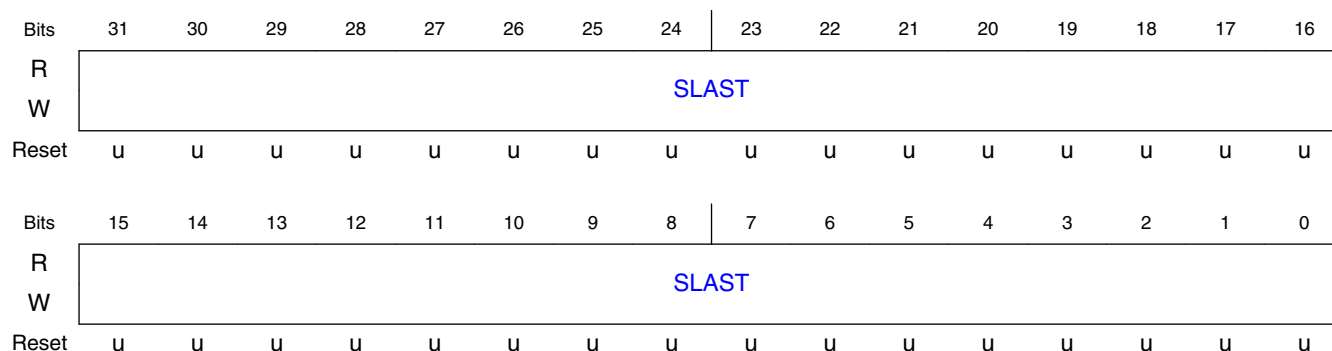 Bits 31 30 29 28 27 26 25 24 23 22 21 20 19 18 17 16
R
SLAST
W
Reset u u u u u u u u u u u u u u u u
Bits 15 14 13 12 11 10 9 8 7 6 5 4 3 2 1 0
R
SLAST
W
Reset u u u u u u u u u u u u u u u u